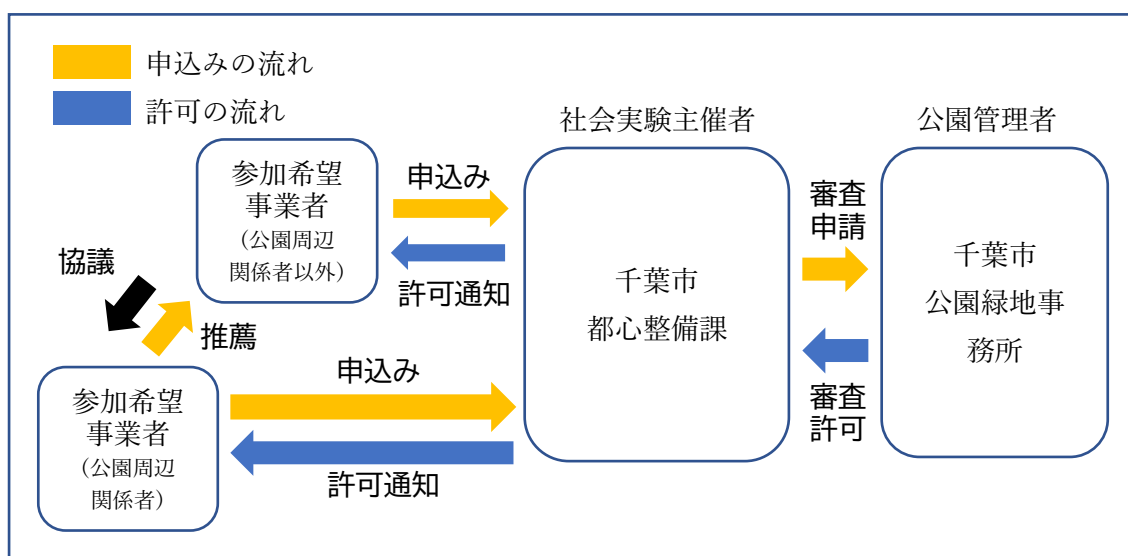 申込みの流れ
許可の流れ
社会実験主催者
公園管理者
参加希望
事業者
(公園周辺
関係者以外)
申込み
許可通知
協議
推薦
千葉市
都心整備課
審査
申請
審査
許可
千葉市
公園緑地事
務所
参加希望
事業者
(公園周辺
関係者)
申込み
許可通知